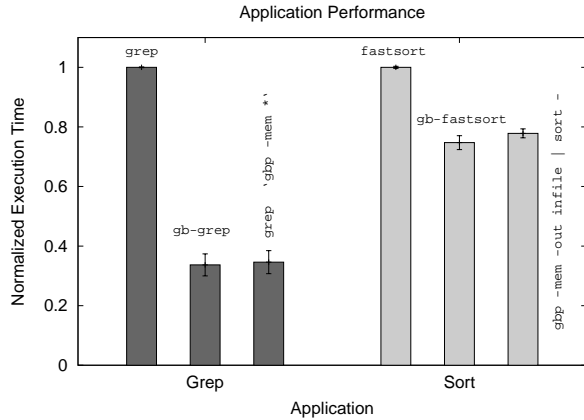 Application Performance
Normalized Execution Time
1
0.8
0.6
0.4
0.2
0
grep
gb-grep
grep `gbp -mem *`
fastsort
gb-fastsort
gbp -mem -out infile | sort -
Grep
Sort
Application